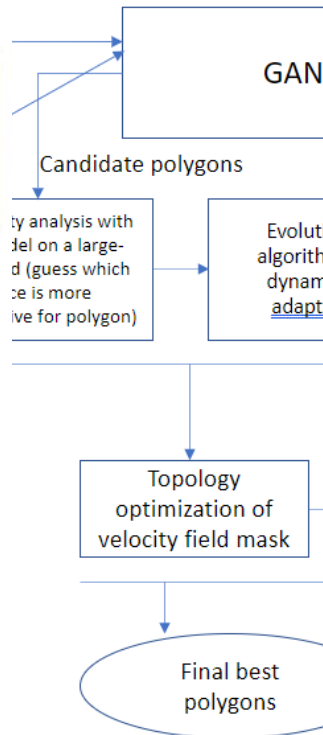 GAN
Candidate polygons
ty analysis with
del on a large-
d (guess which
ce is more
ive for polygon)
Evoluti
algorith
dynam
adapt
Topology
optimization of
velocity field mask
Final best
polygons